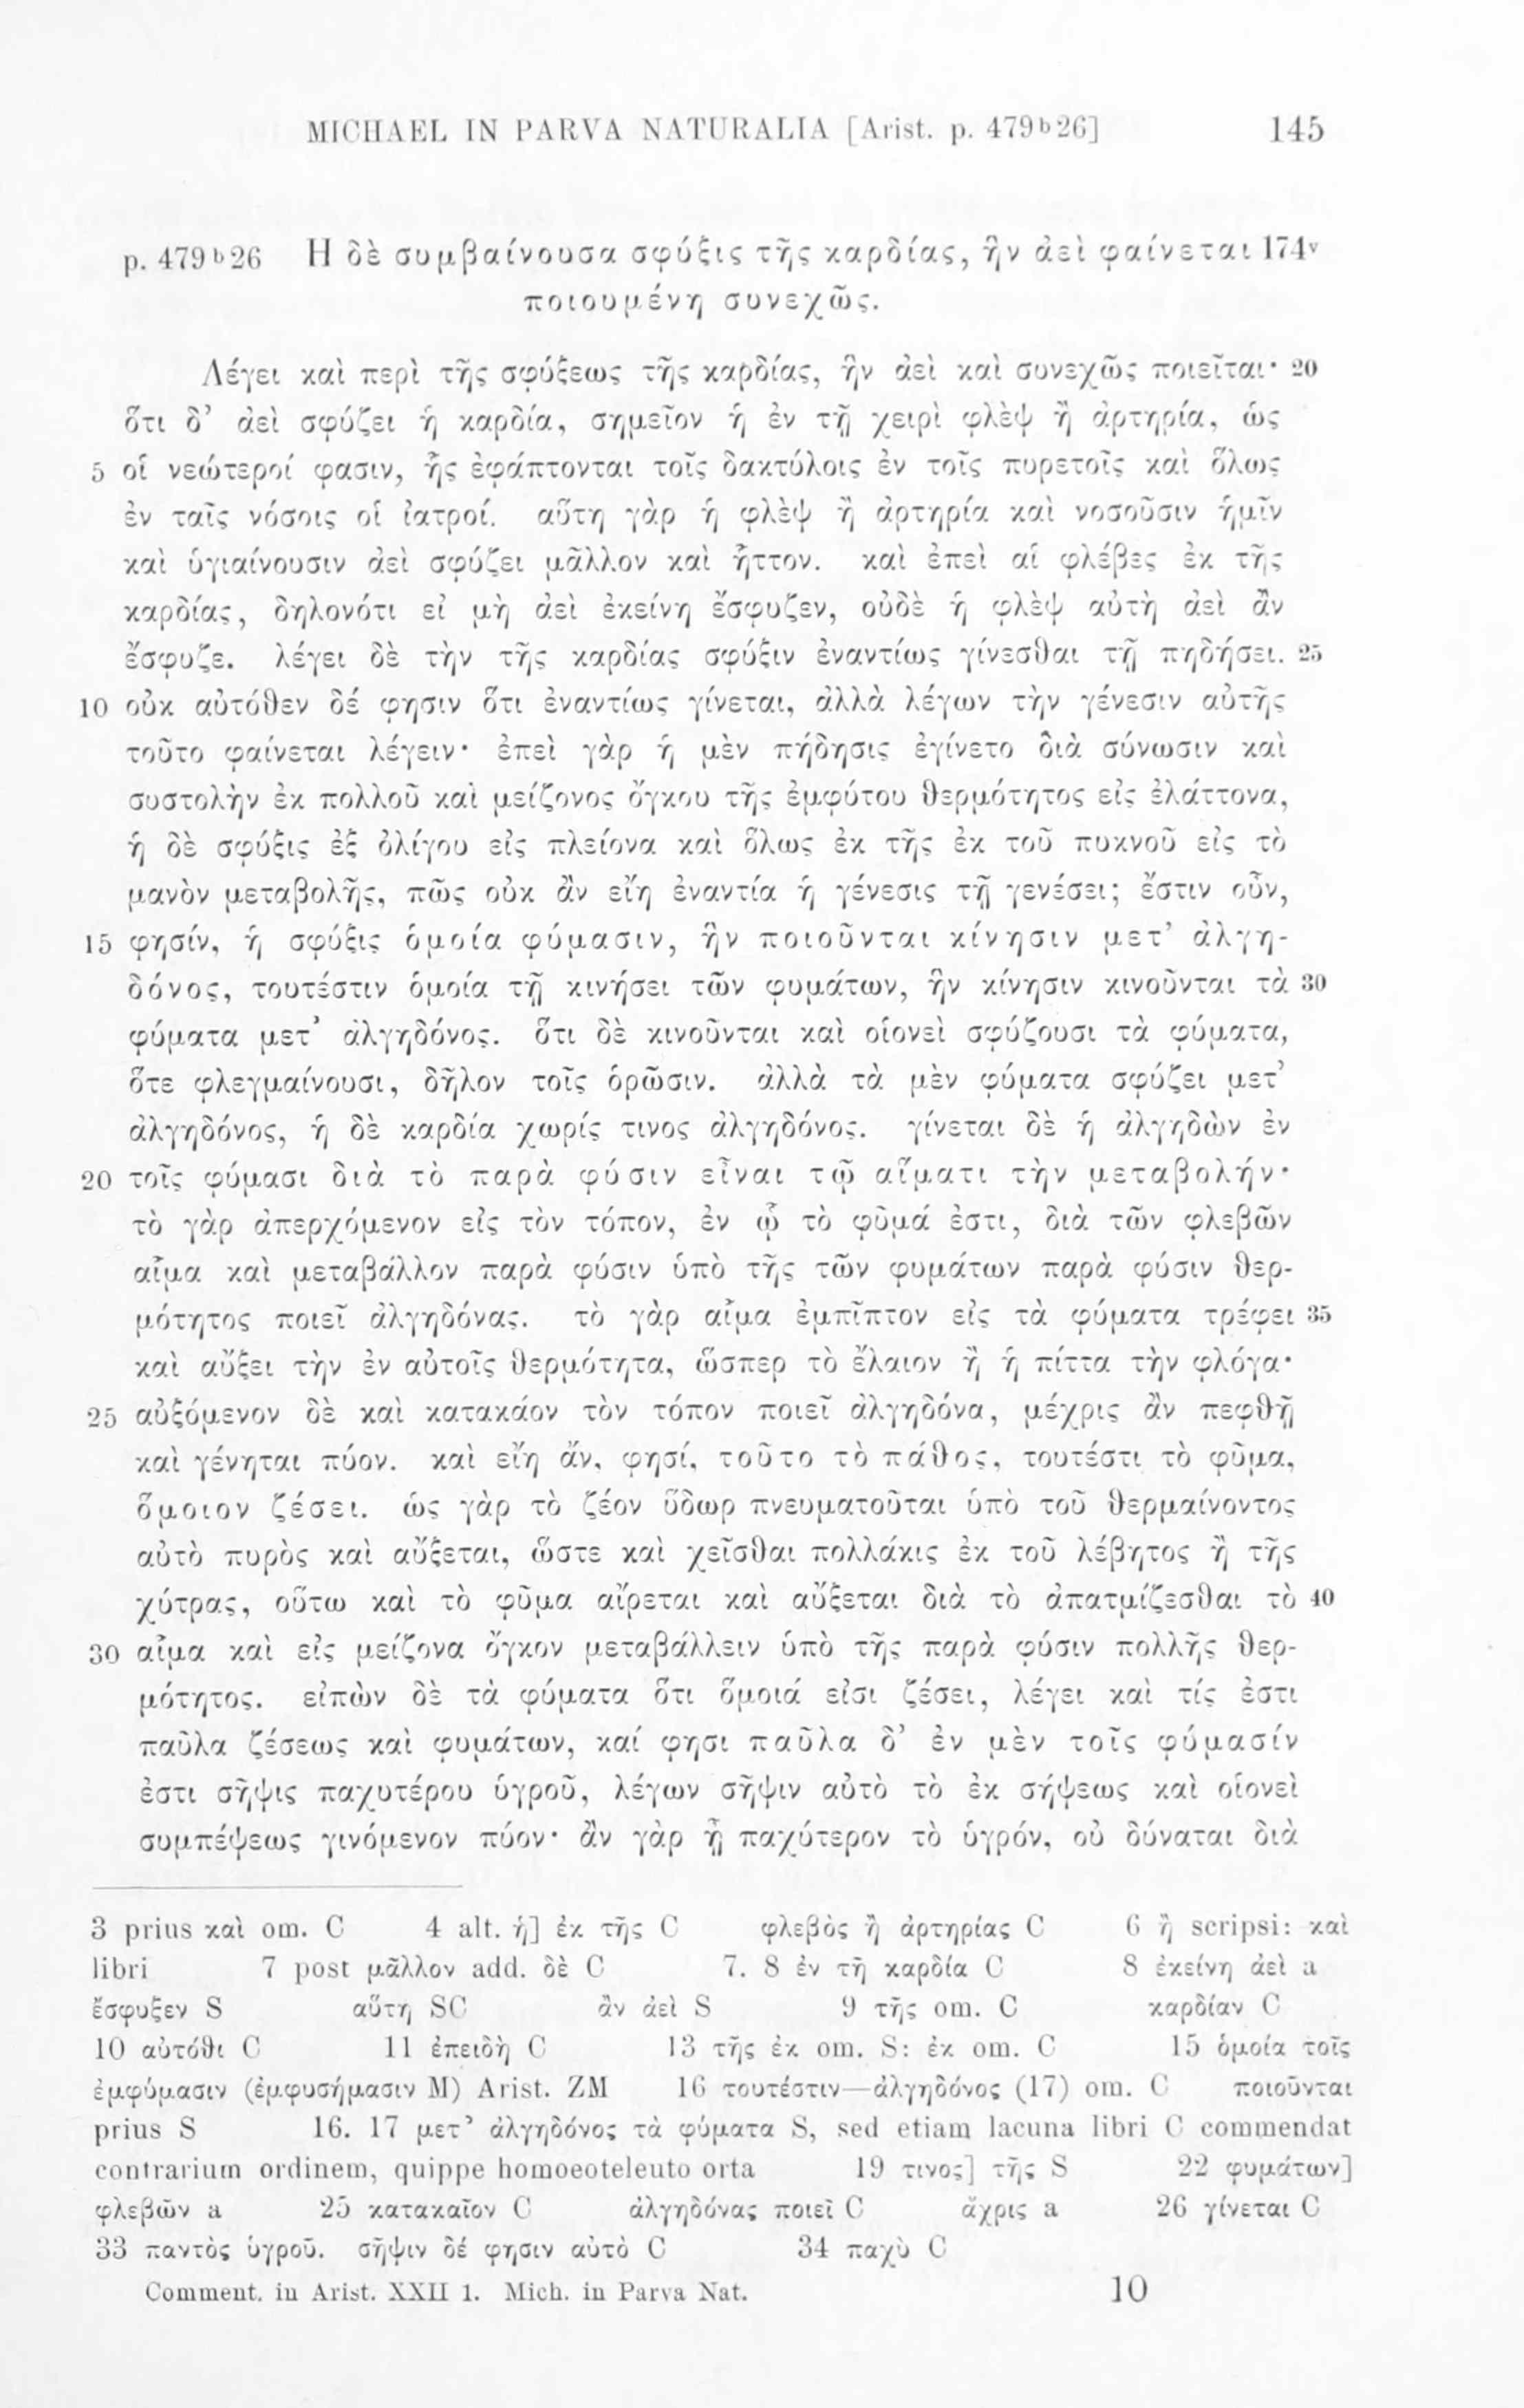 MICHAEL IN PARVA NATURALIA [Arist. p. 479ᵇ26] 145
p. 479ᵇ26 Η δὲ συμβαίνουσα σφύξις τῆς καρδίας, ἣν ἀεὶ φαίνεται 174ᵛ
ποιουμένη συνεχῶς.
Λέγει καὶ περὶ τῆς σφύξεως τῆς καρδίας, ἣν ἀεὶ καὶ συνεχῶς ποιεῖται· 20
ὅτι δ’ ἀεὶ σφύζει ἡ καρδία, σημεῖον ἡ ἐν τῇ χειρὶ φλὲψ ἢ ἀρτηρία, ὡς
5 οἱ νεώτεροί φασιν, ἧς ἐφάπτονται τοῖς δακτύλοις ἐν τοῖς πυρετοῖς καὶ ὅλως
ἐν ταῖς νόσοις οἱ ἰατροί. αὕτη γὰρ ἡ φλὲψ ἢ ἀρτηρία καὶ νοσοῦσιν ἡμῖν
καὶ ὑγιαίνουσιν ἀεὶ σφύζει μᾶλλον καὶ ἧττον. καὶ ἐπεὶ αἱ φλέβες ἐκ τῆς
καρδίας, δηλονότι εἰ μὴ ἀεὶ ἐκείνη ἔσφυζεν, οὐδὲ ἡ φλὲψ αὐτὴ ἀεὶ ἂν
ἔσφυζε. λέγει δὲ τὴν τῆς καρδίας σφύξιν ἐναντίως γίνεσθαι τῇ πηδήσει. 25
10 οὐκ αὐτόθεν δέ φησιν ὅτι ἐναντίως γίνεται, ἀλλὰ λέγων τὴν γένεσιν αὐτῆς
τοῦτο φαίνεται λέγειν· ἐπεὶ γὰρ ἡ μὲν πήδησις ἐγίνετο διὰ σύνωσιν καὶ
συστολὴν ἐκ πολλοῦ καὶ μείζονος ὄγκου τῆς ἐμφύτου θερμότητος εἰς ἐλάττονα,
ἡ δὲ σφύξις ἐξ ὀλίγου εἰς πλείονα καὶ ὅλως ἐκ τῆς ἐκ τοῦ πυκνοῦ εἰς τὸ
μανὸν μεταβολῆς, πῶς οὐκ ἂν εἴη ἐναντία ἡ γένεσις τῇ γενέσει; ἔστιν οὖν,
15 φησίν, ἡ σφύξις ὁμοία φύμασιν, ἣν ποιοῦνται κίνησιν μετ’ ἀλγη-
δόνος, τουτέστιν ὁμοία τῇ κινήσει τῶν φυμάτων, ἣν κίνησιν κινοῦνται τὰ 30
φύματα μετ’ ἀλγηδόνος. ὅτι δὲ κινοῦνται καὶ οἱονεὶ σφύζουσι τὰ φύματα,
ὅτε φλεγμαίνουσι, δῆλον τοῖς ὁρῶσιν. ἀλλὰ τὰ μὲν φύματα σφύζει μετ’
ἀλγηδόνος, ἡ δὲ καρδία χωρίς τινος ἀλγηδόνος. γίνεται δὲ ἡ ἀλγηδὼν ἐν
20 τοῖς φύμασι διὰ τὸ παρὰ φύσιν εἶναι τῷ αἵματι τὴν μεταβολήν·
τὸ γὰρ ἀπερχόμενον εἰς τὸν τόπον, ἐν ᾧ τὸ φῦμά ἐστι, διὰ τῶν φλεβῶν
αἷμα καὶ μεταβάλλον παρὰ φύσιν ὑπὸ τῆς τῶν φυμάτων παρὰ φύσιν θερ-
μότητος ποιεῖ ἀλγηδόνας. τὸ γὰρ αἷμα ἐμπῖπτον εἰς τὰ φύματα τρέφει 35
καὶ αὔξει τὴν ἐν αὐτοῖς θερμότητα, ὥσπερ τὸ ἔλαιον ἢ ἡ πίττα τὴν φλόγα·
25 αὐξόμενον δὲ καὶ κατακάον τὸν τόπον ποιεῖ ἀλγηδόνα, μέχρις ἂν πεφθῇ
καὶ γένηται πύον. καὶ εἴη ἄν, φησί, τοῦτο τὸ πάθος, τουτέστι τὸ φῦμα,
ὅμοιον ζέσει. ὡς γὰρ τὸ ζέον ὕδωρ πνευματοῦται ὑπὸ τοῦ θερμαίνοντος
αὐτὸ πυρὸς καὶ αὔξεται, ὥστε καὶ χεῖσθαι πολλάκις ἐκ τοῦ λέβητος ἢ τῆς
χύτρας, οὕτω καὶ τὸ φῦμα αἴρεται καὶ αὔξεται διὰ τὸ ἀπατμίζεσθαι τὸ 40
30 αἷμα καὶ εἰς μείζονα ὄγκον μεταβάλλειν ὑπὸ τῆς παρὰ φύσιν πολλῆς θερ-
μότητος. εἰπὼν δὲ τὰ φύματα ὅτι ὅμοιά εἰσι ζέσει, λέγει καὶ τίς ἐστι
παῦλα ζέσεως καὶ φυμάτων, καί φησι παῦλα δ’ ἐν μὲν τοῖς φύμασίν
ἐστι σῆψις παχυτέρου ὑγροῦ, λέγων σῆψιν αὐτὸ τὸ ἐκ σήψεως καὶ οἱονεὶ
συμπέψεως γινόμενον πύον· ἂν γὰρ ᾖ παχύτερον τὸ ὑγρόν, οὐ δύναται διὰ
3 prius καὶ om. C 4 alt. ἡ] ἐκ τῆς C φλεβὸς ἢ ἀρτηρίας C 6 ἢ scripsi: καὶ
libri 7 post μᾶλλον add. δὲ C 7. 8 ἐν τῇ καρδίᾳ C 8 ἐκείνη ἀεὶ a
ἔσφυξεν S αὕτη SC ἂν ἀεὶ S 9 τῆς om. C καρδίαν C
10 αὐτόθι C 11 ἐπειδὴ C 13 τῆς ἐκ om. S: ἐκ om. C 15 ὁμοία τοῖς
ἐμφύμασιν (ἐμφυσήμασιν M) Arist. ZM 16 τουτέστιν—ἀλγηδόνος (17) om. C ποιοῦνται
prius S 16. 17 μετ’ ἀλγηδόνος τὰ φύματα S, sed etiam lacuna libri C commendat
contrarium ordinem, quippe homoeoteleuto orta 19 τινος] τῆς S 22 φυμάτων]
φλεβῶν a 25 κατακαῖον C ἀλγηδόνας ποιεῖ C ἄχρις a 26 γίνεται C
33 παντὸς ὑγροῦ. σῆψιν δέ φησιν αὐτὸ C 34 παχὺ C
Comment. in Arist. XXII 1. Mich. in Parva Nat. 10